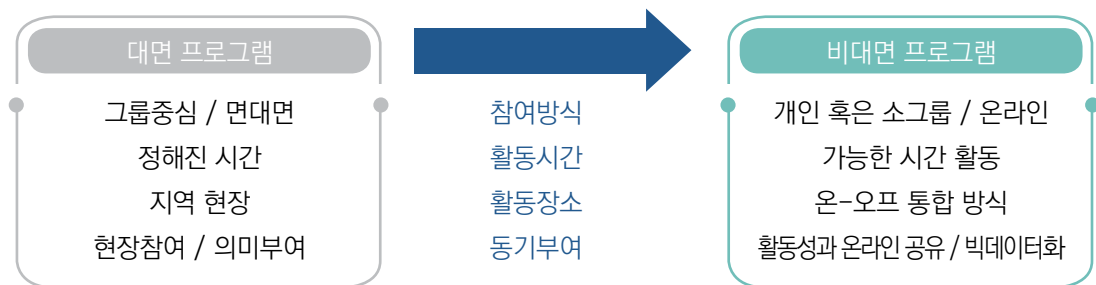 대면 프로그램
비대면 프로그램
그룹중심 / 면대면
참여방식
개인 혹은 소그룹 / 온라인
정해진 시간
활동시간
가능한 시간 활동
지역 현장
활동장소
온-오프 통합 방식
현장참여 / 의미부여
동기부여
활동성과 온라인 공유 / 빅데이터화